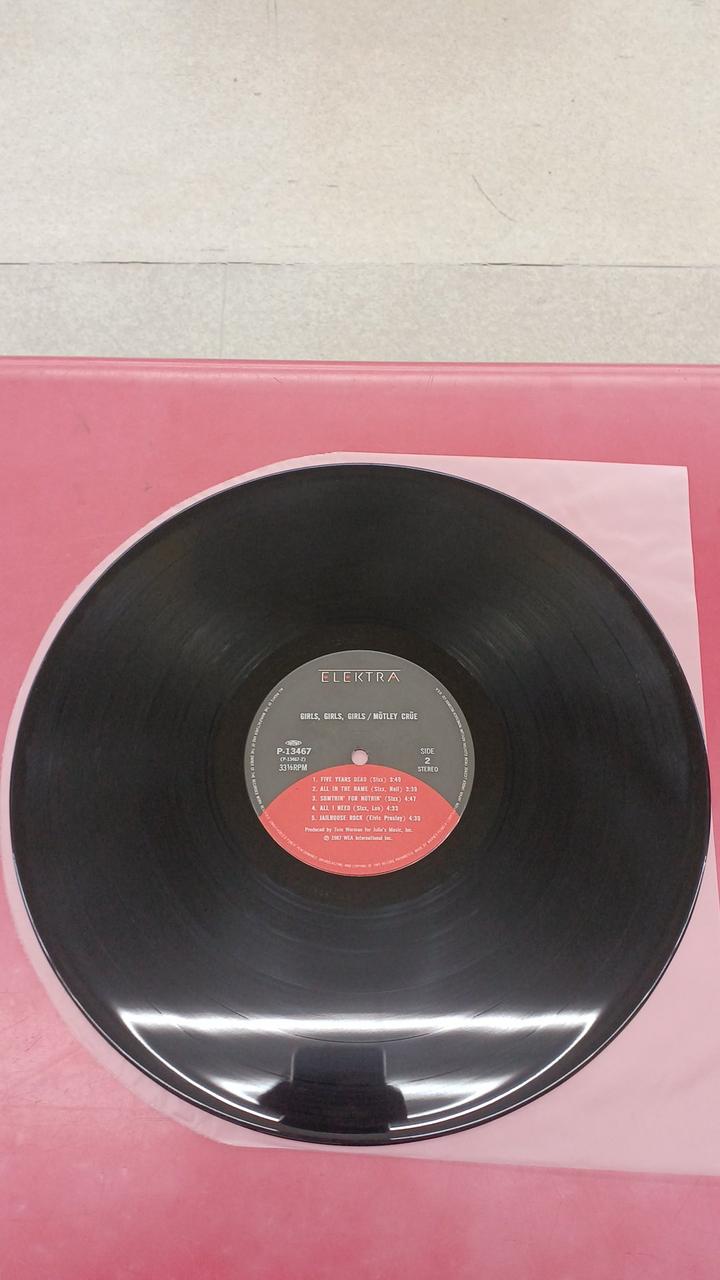 ELEKTRA
GIRLS, GIRLS, GIRLS / MÖTLEY CRÜE
P-13467
(P-13467-2)
33⅓RPM
SIDE
2
STEREO
1. FIVE YEARS DEAD (Sixx) 3:49
2. ALL IN THE NAME (Sixx, Neil) 3:39
3. SUMTHIN' FOR NUTHIN' (Sixx) 4:47
4. ALL I NEED (Sixx, Lee) 4:33
5. JAILHOUSE ROCK (Elvis Presley) 4:39
Produced by Tom Werman for Julia's Music, Inc.
Ⓟ 1987 WEA International Inc.